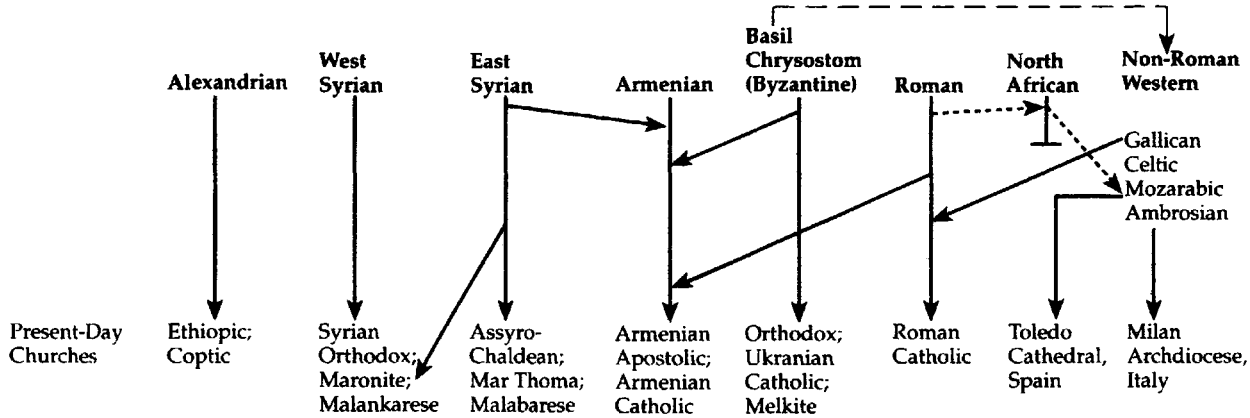 Alexandrian
West
Syrian
East
Syrian
Armenian
Basil
Chrysostom
(Byzantine)
Roman
North
African
Non-Roman
Western
Gallican
Celtic
Mozarabic
Ambrosian
Present-Day
Churches
Ethiopic;
Coptic
Syrian
Orthodox;
Maronite;
Malankarese
Assyro-
Chaldean;
Mar Thoma;
Malabarese
Armenian
Apostolic;
Armenian
Catholic
Orthodox;
Ukranian
Catholic;
Melkite
Roman
Catholic
Toledo
Cathedral,
Spain
Milan
Archdiocese,
Italy